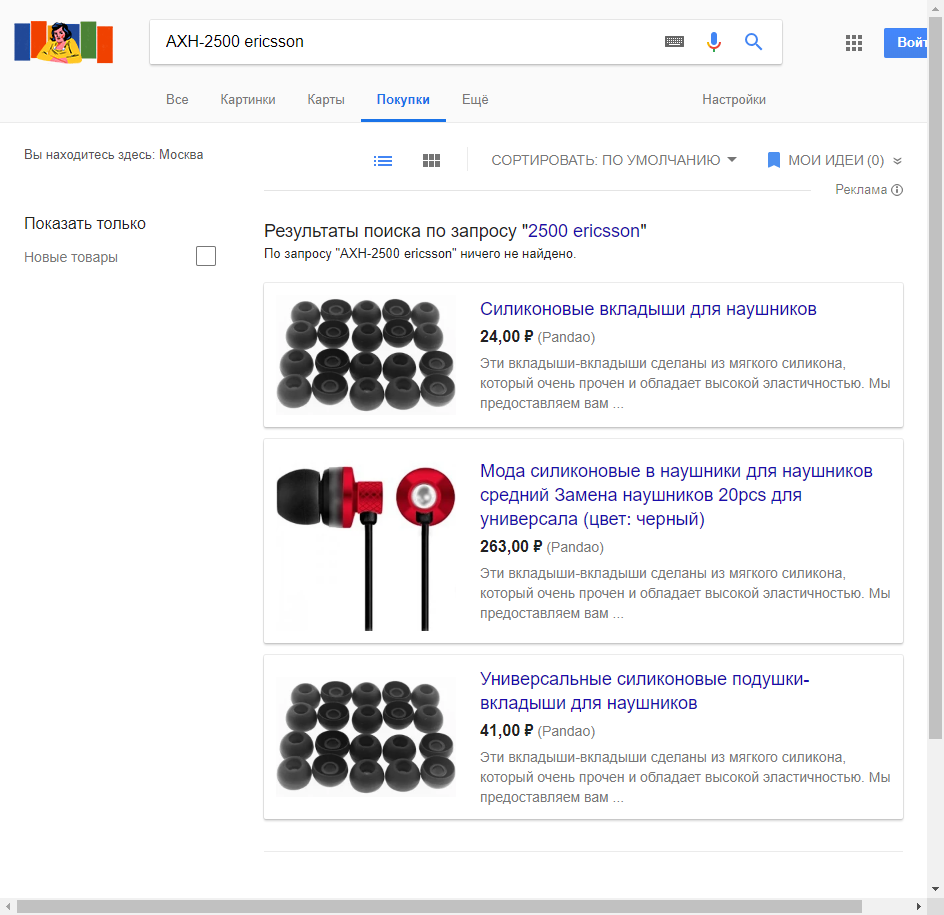 AXH-2500 ericsson
Войт
Все
Картинки
Карты
Покупки
Ещё
Настройки
Вы находитесь здесь: Москва
СОРТИРОВАТЬ: ПО УМОЛЧАНИЮ
МОИ ИДЕИ (0)
Реклама
Показать только
Новые товары
Результаты поиска по запросу "2500 ericsson"
По запросу "AXH-2500 ericsson" ничего не найдено.
Силиконовые вкладыши для наушников
24,00 ₽ (Pandao)
Эти вкладыши-вкладыши сделаны из мягкого силикона,
который очень прочен и обладает высокой эластичностью. Мы
предоставляем вам ...
Мода силиконовые в наушники для наушников
средний Замена наушников 20pcs для
универсала (цвет: черный)
263,00 ₽ (Pandao)
Эти вкладыши-вкладыши сделаны из мягкого силикона,
который очень прочен и обладает высокой эластичностью. Мы
предоставляем вам ...
Универсальные силиконовые подушки-
вкладыши для наушников
41,00 ₽ (Pandao)
Эти вкладыши-вкладыши сделаны из мягкого силикона,
который очень прочен и обладает высокой эластичностью. Мы
предоставляем вам ...